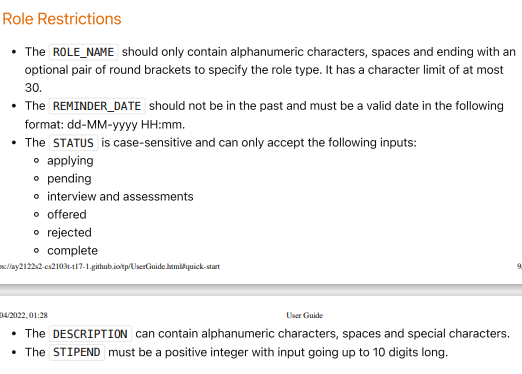 Role Restrictions
• The ROLE_NAME should only contain alphanumeric characters, spaces and ending with an
optional pair of round brackets to specify the role type. It has a character limit of at most
30.
• The REMINDER_DATE should not be in the past and must be a valid date in the following
format: dd-MM-yyyy HH:mm.
• The STATUS is case-sensitive and can only accept the following inputs:
◦ applying
◦ pending
◦ interview and assessments
◦ offered
◦ rejected
◦ complete
ps://ay2122s2-cs2103t-t17-1.github.io/tp/UserGuide.html#quick-start 9/
04/2022, 01:28 User Guide
• The DESCRIPTION can contain alphanumeric characters, spaces and special characters.
• The STIPEND must be a positive integer with input going up to 10 digits long.